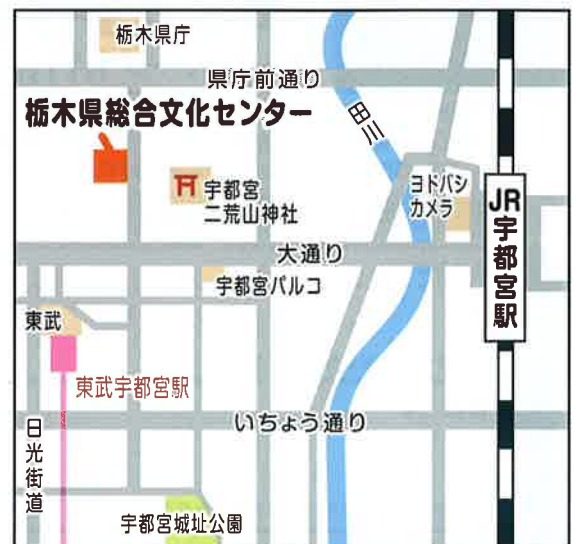 栃木県庁
県庁前通り
栃木県総合文化センター
田川
宇都宮
二荒山神社
ヨドバシ
カメラ
JR宇都宮駅
大通り
宇都宮パルコ
東武
東武宇都宮駅
いちょう通り
日光街道
宇都宮城址公園